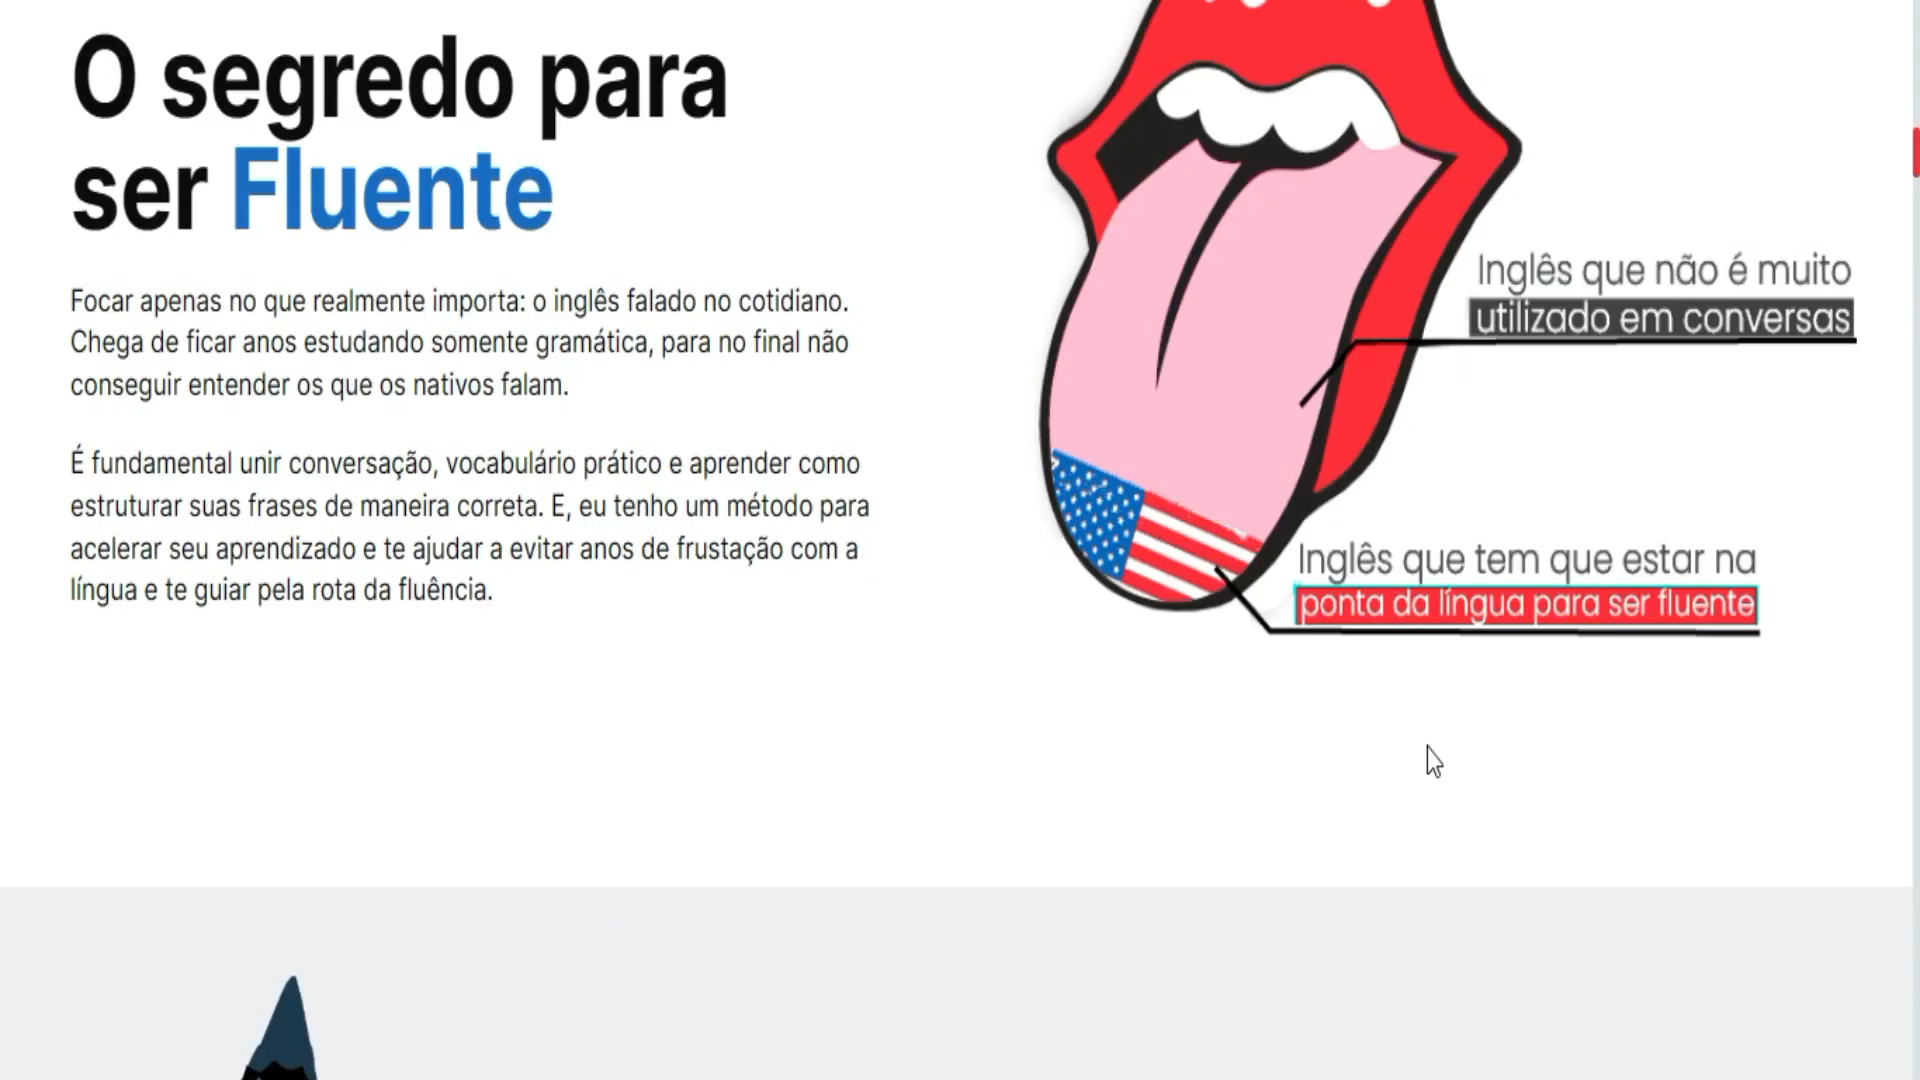 O segredo para
ser Fluente
Focar apenas no que realmente importa: o inglês falado no cotidiano.
Chega de ficar anos estudando somente gramática, para no final não
conseguir entender os que os nativos falam.
É fundamental unir conversação, vocabulário prático e aprender como
estruturar suas frases de maneira correta. E, eu tenho um método para
acelerar seu aprendizado e te ajudar a evitar anos de frustação com a
língua e te guiar pela rota da fluência.
Inglês que não é muito
utilizado em conversas
Inglês que tem que estar na
ponta da língua para ser fluente